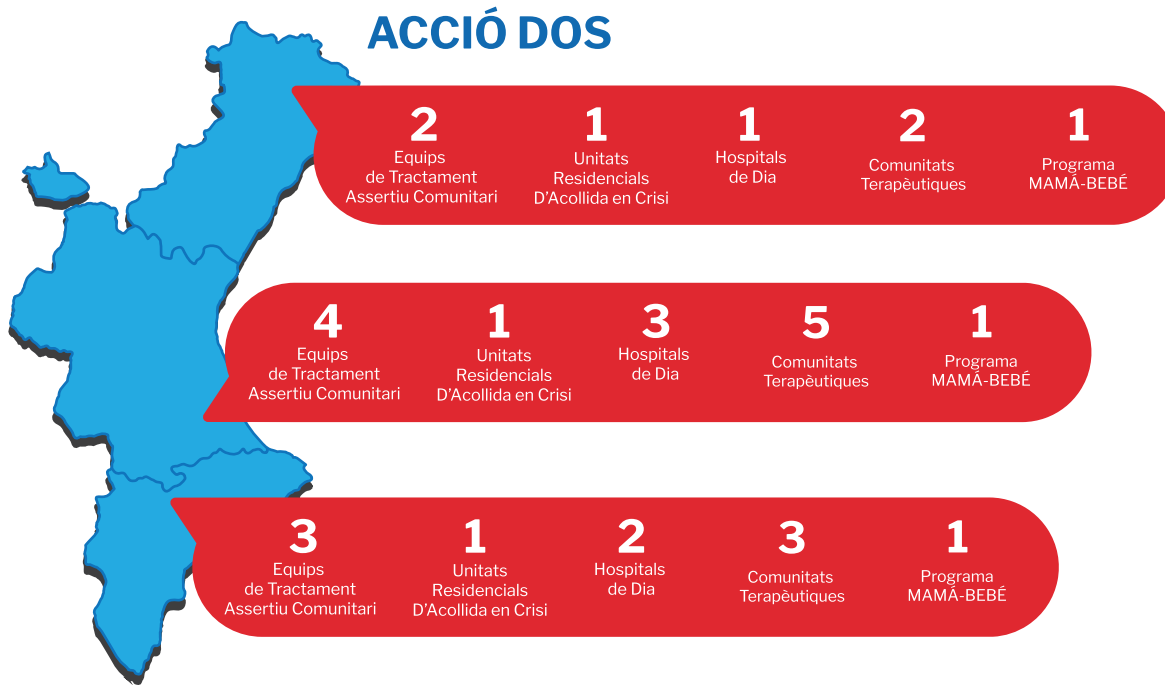 ACCIÓ DOS
2
Equips
de Tractament
Assertiu Comunitari
1
Unitats
Residencials
D'Acollida en Crisi
1
Hospitals
de Dia
2
Comunitats
Terapèutiques
1
Programa
MAMÁ-BEBÉ
4
Equips
de Tractament
Assertiu Comunitari
1
Unitats
Residencials
D'Acollida en Crisi
3
Hospitals
de Dia
5
Comunitats
Terapèutiques
1
Programa
MAMÁ-BEBÉ
3
Equips
de Tractament
Assertiu Comunitari
1
Unitats
Residencials
D'Acollida en Crisi
2
Hospitals
de Dia
3
Comunitats
Terapèutiques
1
Programa
MAMÁ-BEBÉ